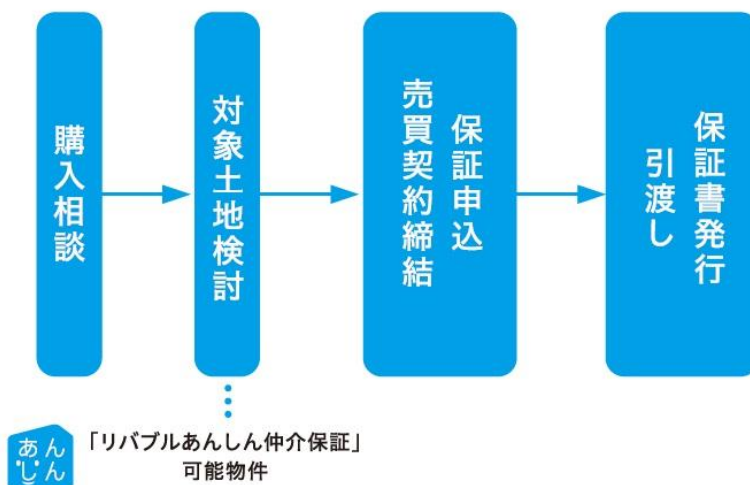 購入相談
対象土地検討
保証申込
売買契約締結
保証書発行
引渡し
「リバブルあんしん仲介保証」
可能物件
あんしん